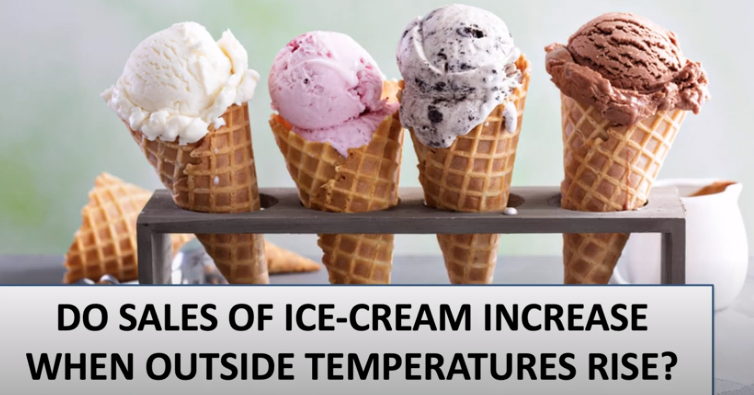 DO SALES OF ICE-CREAM INCREASE
WHEN OUTSIDE TEMPERATURES RISE?